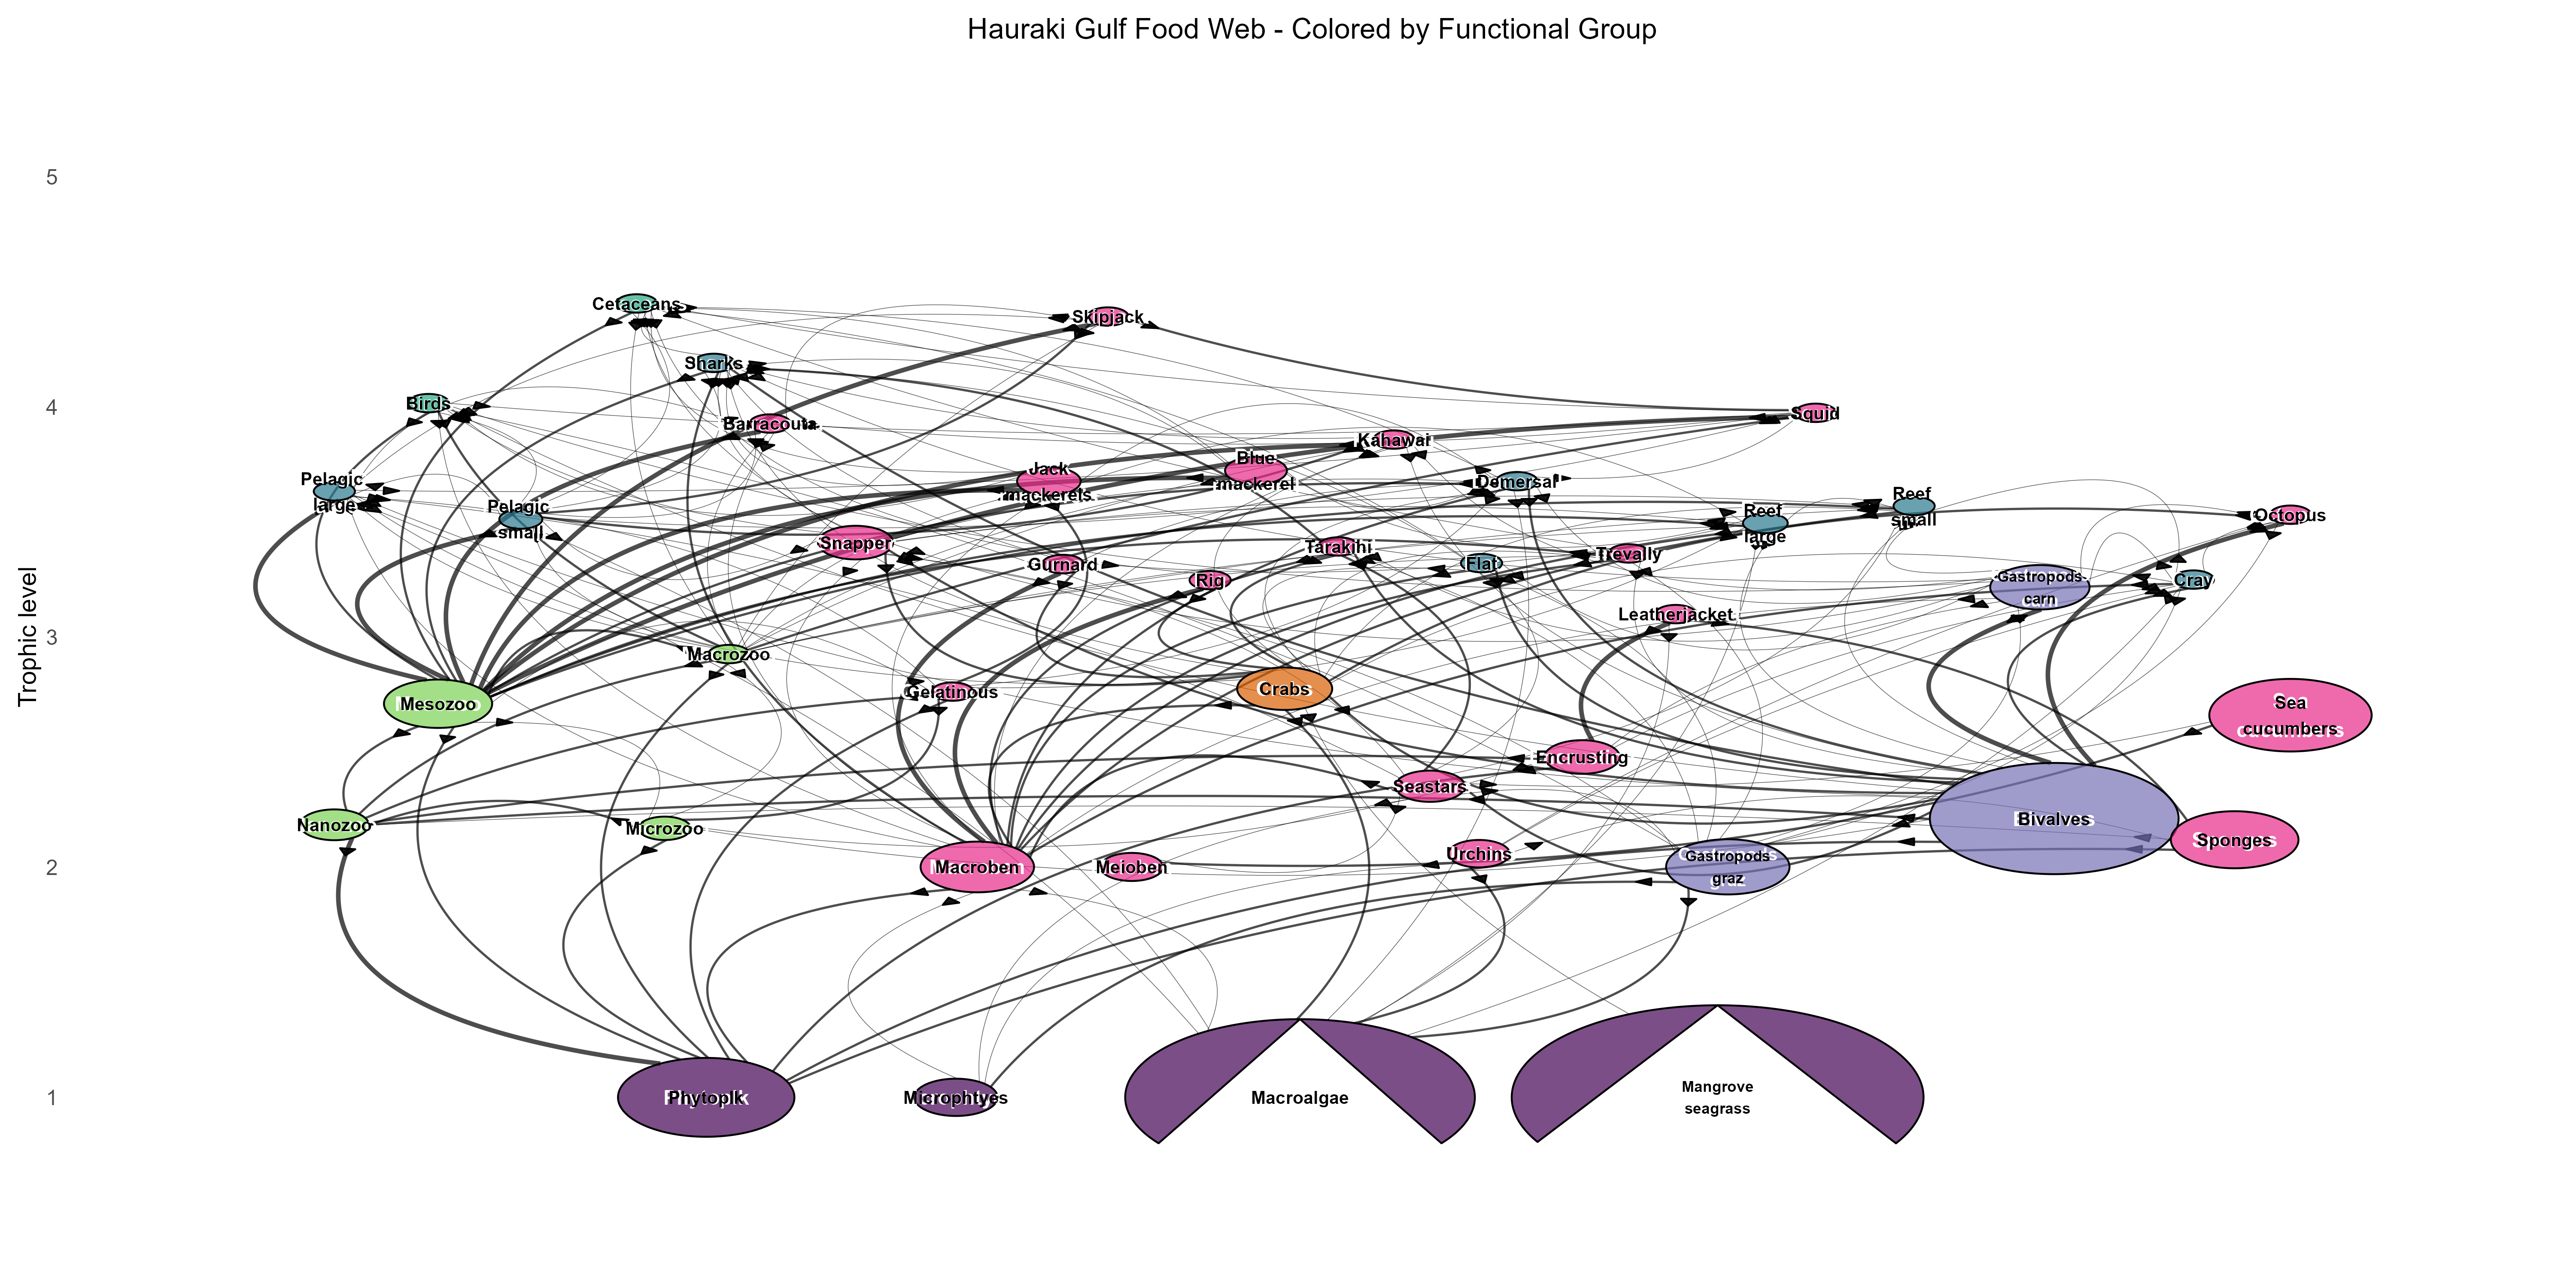 Hauraki Gulf Food Web - Colored by Functional Group
5
4
3
2
1
Trophic level
Cetaceans
Skipjack
Sharks
Birds
Barracouta
Squid
Kahawai
Blue
mackerel
Jack
mackerels
Pelagic
large
Pelagic
small
Demersal
Reef
large
Reef
small
Octopus
Snapper
Tarakihi
Trevally
Gurnard
Flat
Rig
Gastropods
carn
Cray
Leatherjacket
Macrozoo
Mesozoo
Gelatinous
Crabs
Sea
cucumbers
Encrusting
Seastars
Nanozoo
Microzoo
Bivalves
Sponges
Macroben
Meioben
Urchins
Gastropods
graz
Phytoplk
Microphtyes
Macroalgae
Mangrove
seagrass